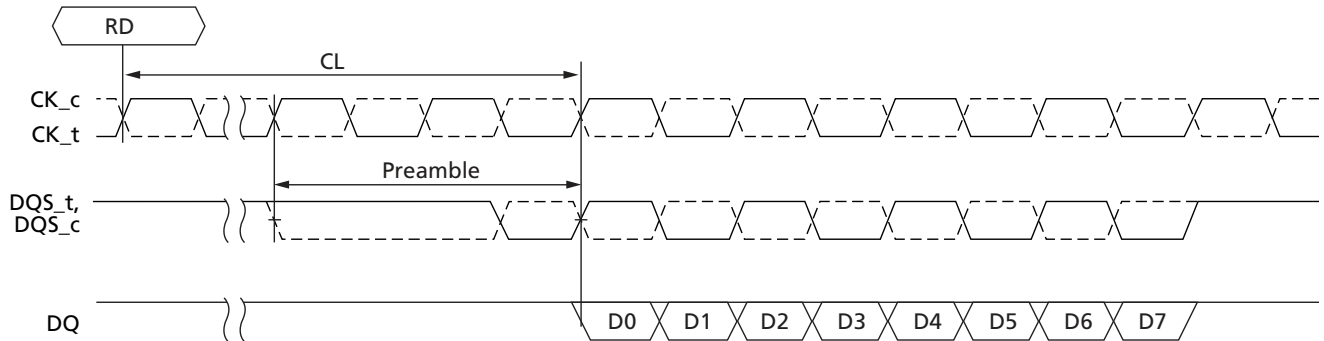 RD
CL
CK_c
CK_t
Preamble
DQS_t,
DQS_c
DQ
D0 D1 D2 D3 D4 D5 D6 D7